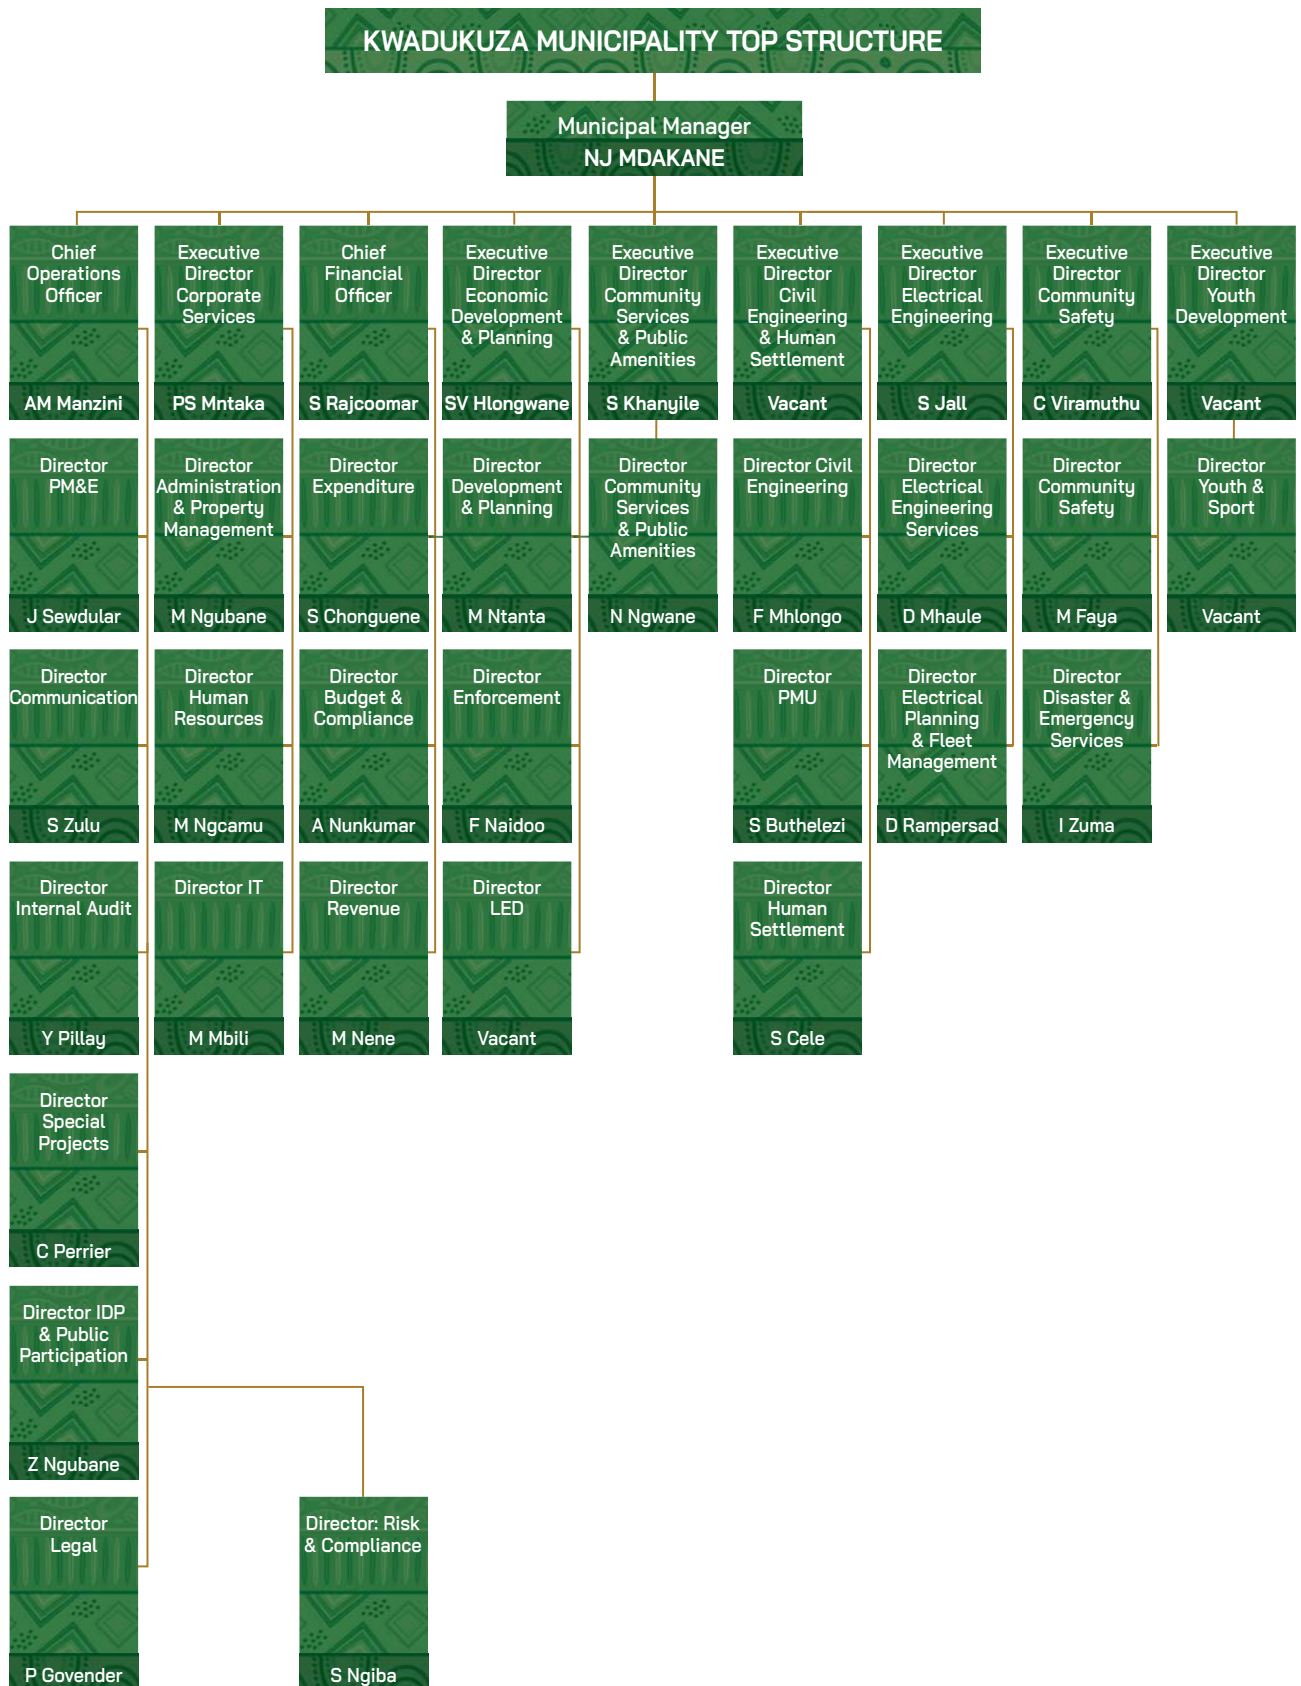 KWADUKUZA MUNICIPALITY TOP STRUCTURE
Municipal Manager
NJ MDAKANE
Chief
Operations
Officer
AM Manzini
Executive
Director
Corporate
Services
PS Mntaka
Chief
Financial
Officer
S Rajcoomar
Executive
Director
Economic
Development
& Planning
SV Hlongwane
Executive
Director
Community
Services
& Public
Amenities
S Khanyile
Executive
Director
Civil
Engineering
& Human
Settlement
Vacant
Executive
Director
Electrical
Engineering
S Jall
Executive
Director
Community
Safety
C Viramuthu
Executive
Director
Youth
Development
Vacant
Director
PM&E
J Sewdular
Director
Administration
& Property
Management
M Ngubane
Director
Expenditure
S Chonguene
Director
Development
& Planning
M Ntanta
Director
Community
Services
& Public
Amenities
N Ngwane
Director Civil
Engineering
F Mhlongo
Director
Electrical
Engineering
Services
D Mhaule
Director
Community
Safety
M Faya
Director
Youth &
Sport
Vacant
Director
Communication
S Zulu
Director
Human
Resources
M Ngcamu
Director
Budget &
Compliance
A Nunkumar
Director
Enforcement
F Naidoo
Director
PMU
S Buthelezi
Director
Electrical
Planning
& Fleet
Management
D Rampersad
Director
Disaster &
Emergency
Services
I Zuma
Director
Internal Audit
Y Pillay
Director IT
M Mbili
Director
Revenue
M Nene
Director
LED
Vacant
Director
Human
Settlement
S Cele
Director
Special
Projects
C Perrier
Director IDP
& Public
Participation
Z Ngubane
Director
Legal
P Govender
Director: Risk
& Compliance
S Ngiba